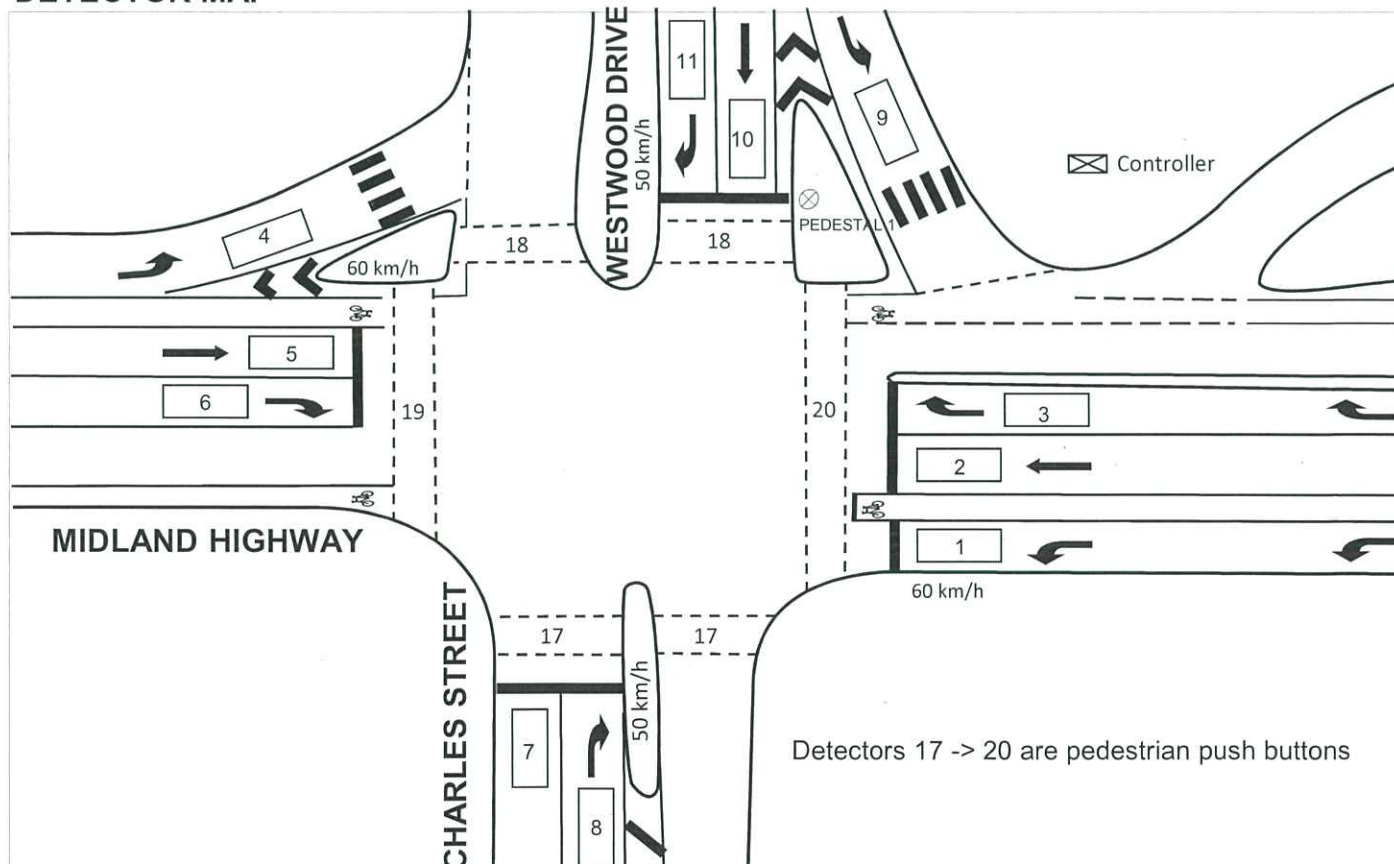 DETECTOR MAP
WESTWOOD DRIVE
50 km/h
11
10
9
Controller
PEDESTAL 1
4
60 km/h
18
18
5
6
19
20
3
2
1
60 km/h
MIDLAND HIGHWAY
CHARLES STREET
17
17
50 km/h
7
8
Detectors 17 -> 20 are pedestrian push buttons